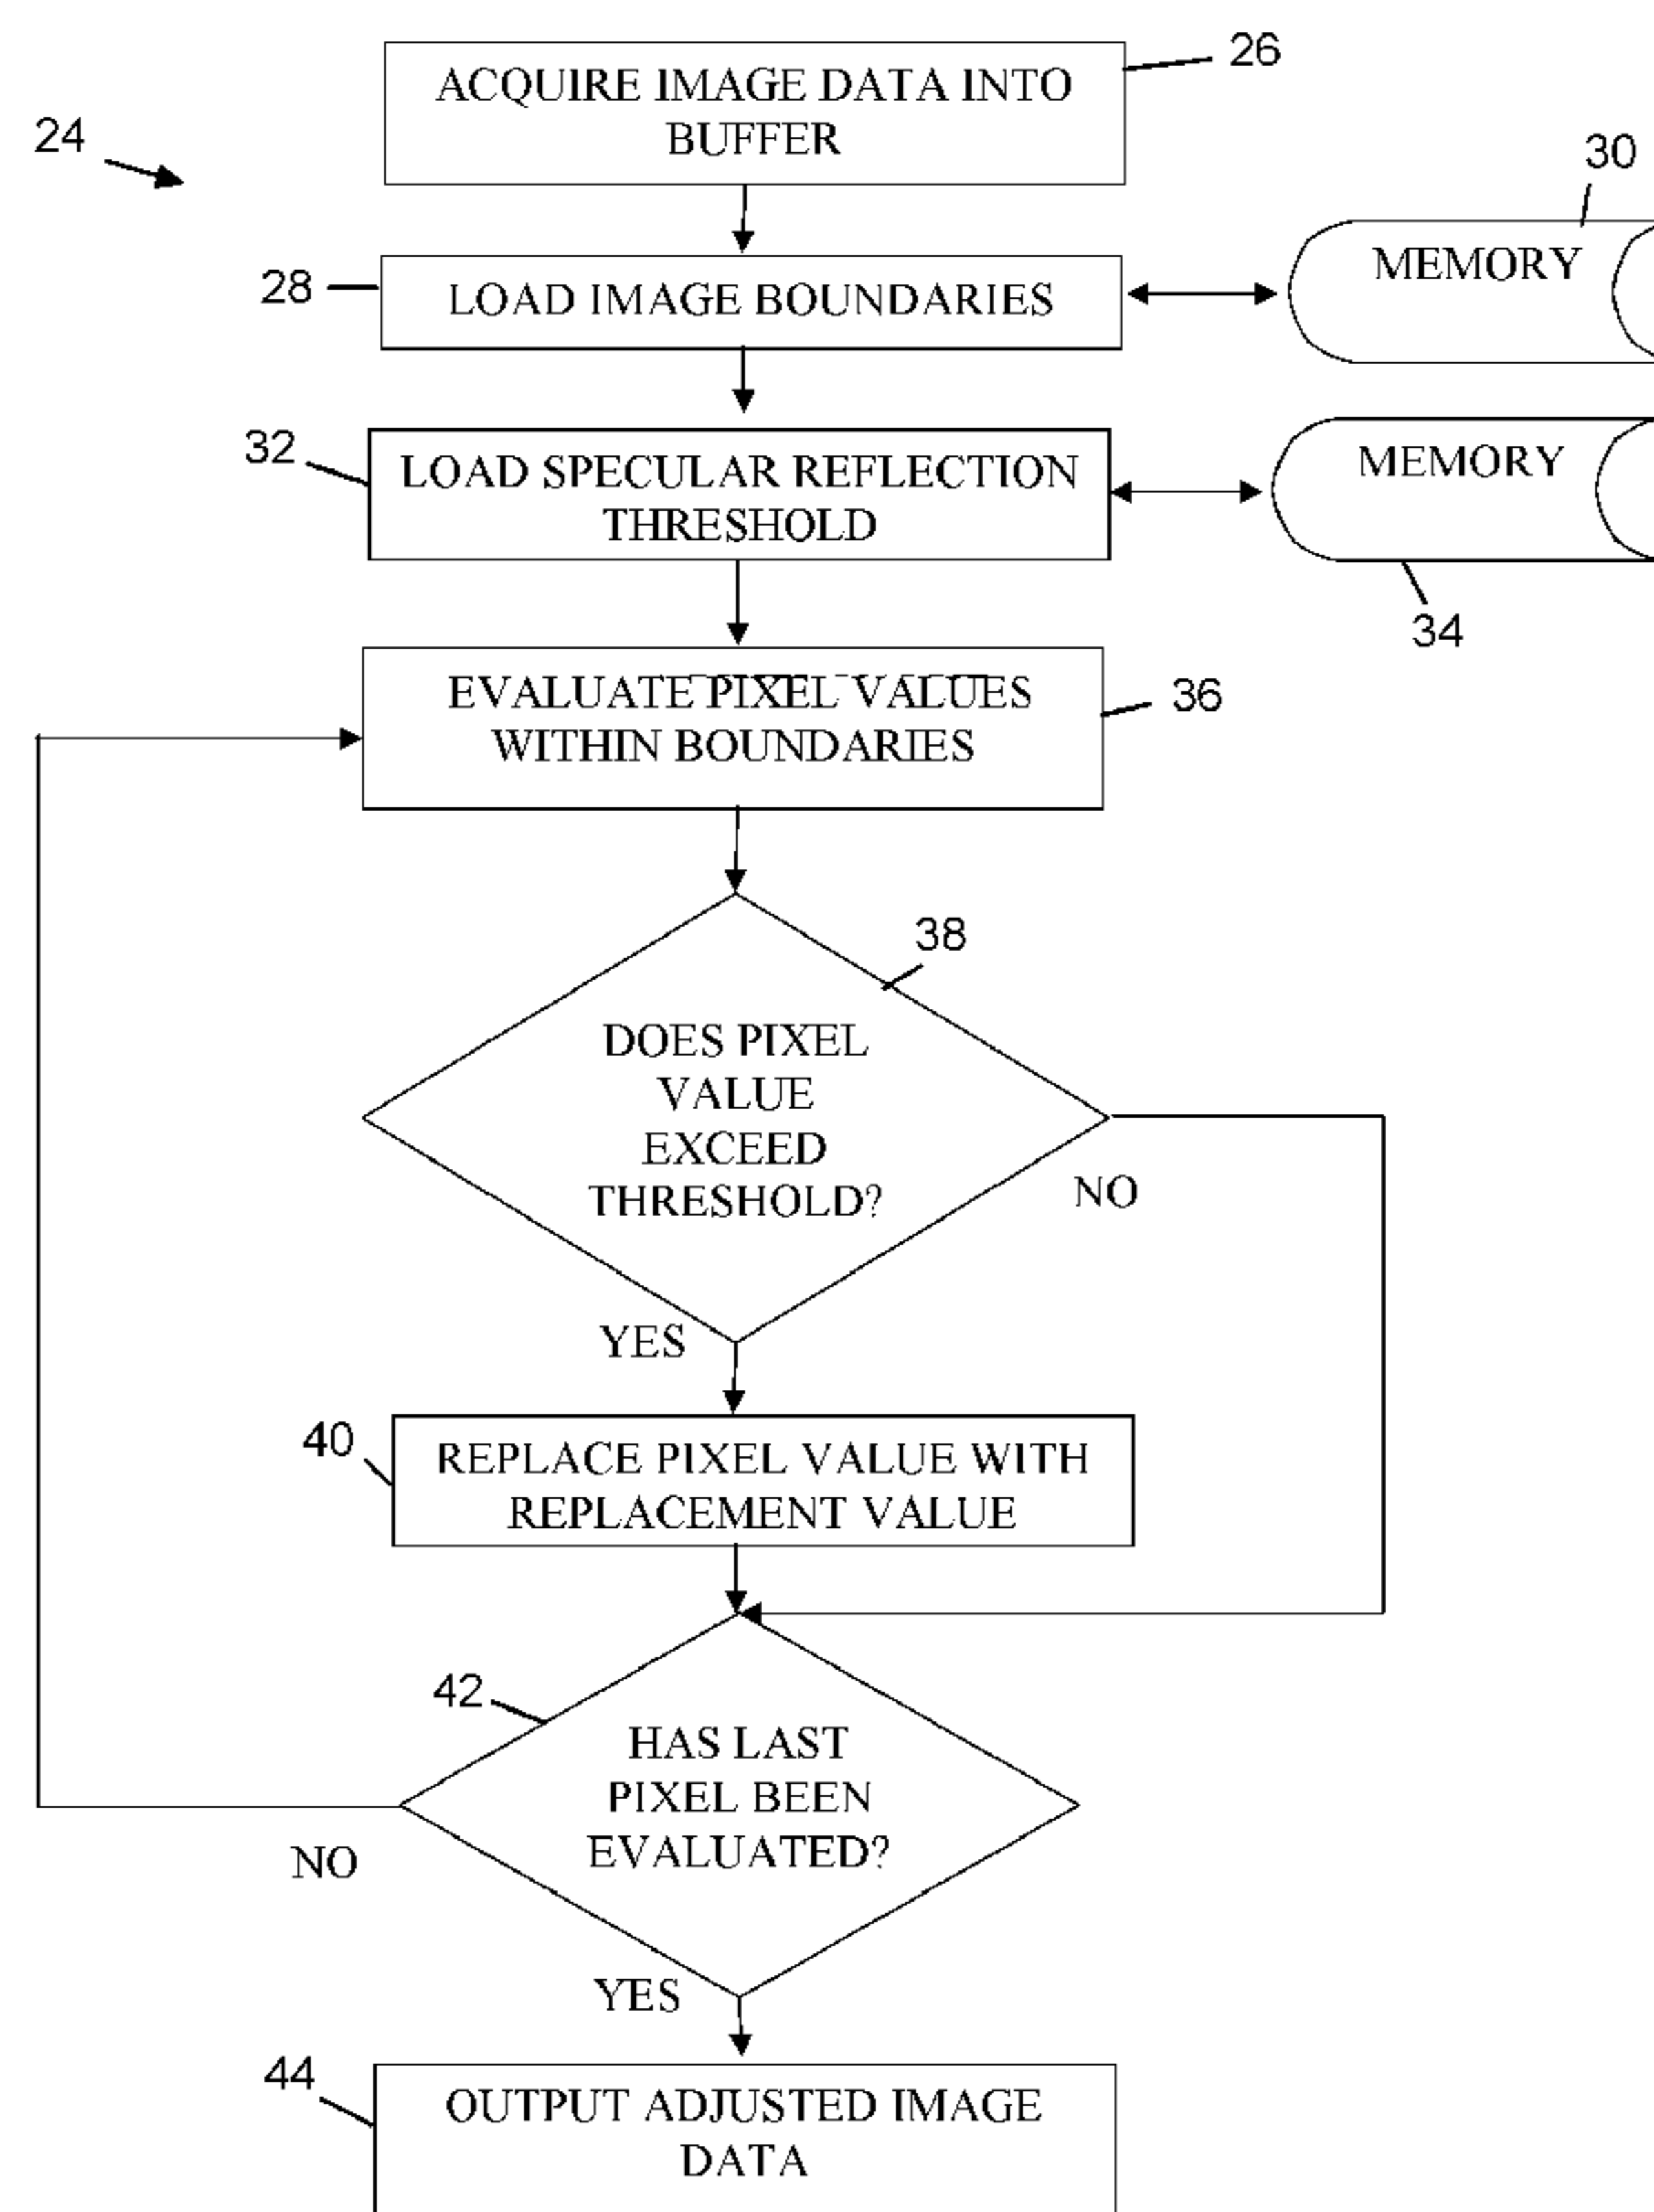 26
ACQUIRE IMAGE DATA INTO
BUFFER
24
30
MEMORY
28
LOAD IMAGE BOUNDARIES
32
LOAD SPECULAR REFLECTION
THRESHOLD
MEMORY
34
EVALUATE PIXEL VALUES
WITHIN BOUNDARIES
36
38
DOES PIXEL
VALUE
EXCEED
THRESHOLD?
NO
YES
40
REPLACE PIXEL VALUE WITH
REPLACEMENT VALUE
42
HAS LAST
PIXEL BEEN
EVALUATED?
NO
YES
44
OUTPUT ADJUSTED IMAGE
DATA